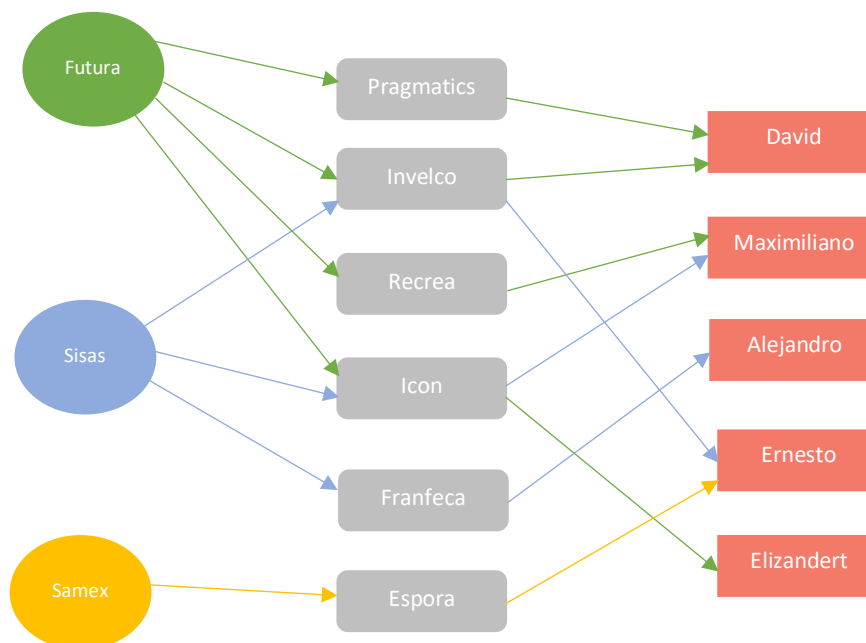 Futura
Sisas
Samex
Pragmatics
Invelco
Recrea
Icon
Franfeca
Espora
David
Maximiliano
Alejandro
Ernesto
Elizandert